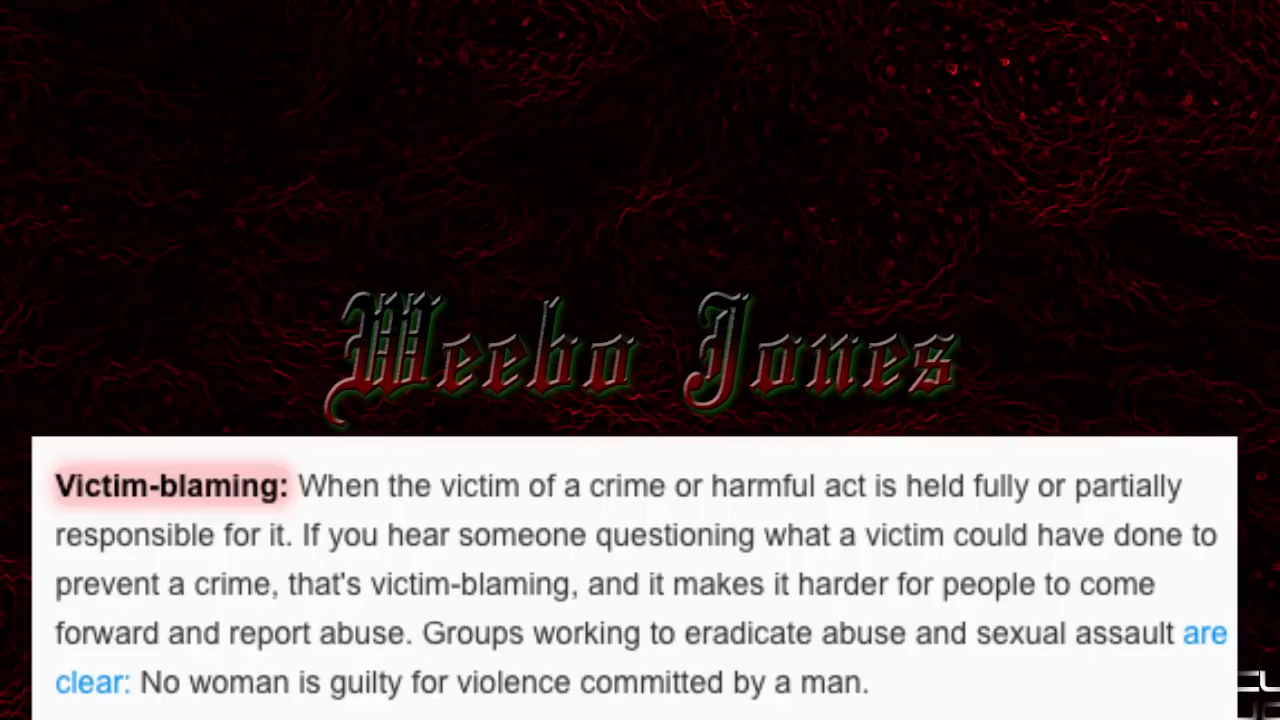 Weebo Jones
Victim-blaming: When the victim of a crime or harmful act is held fully or partially
responsible for it. If you hear someone questioning what a victim could have done to
prevent a crime, that's victim-blaming, and it makes it harder for people to come
forward and report abuse. Groups working to eradicate abuse and sexual assault are
clear: No woman is guilty for violence committed by a man.